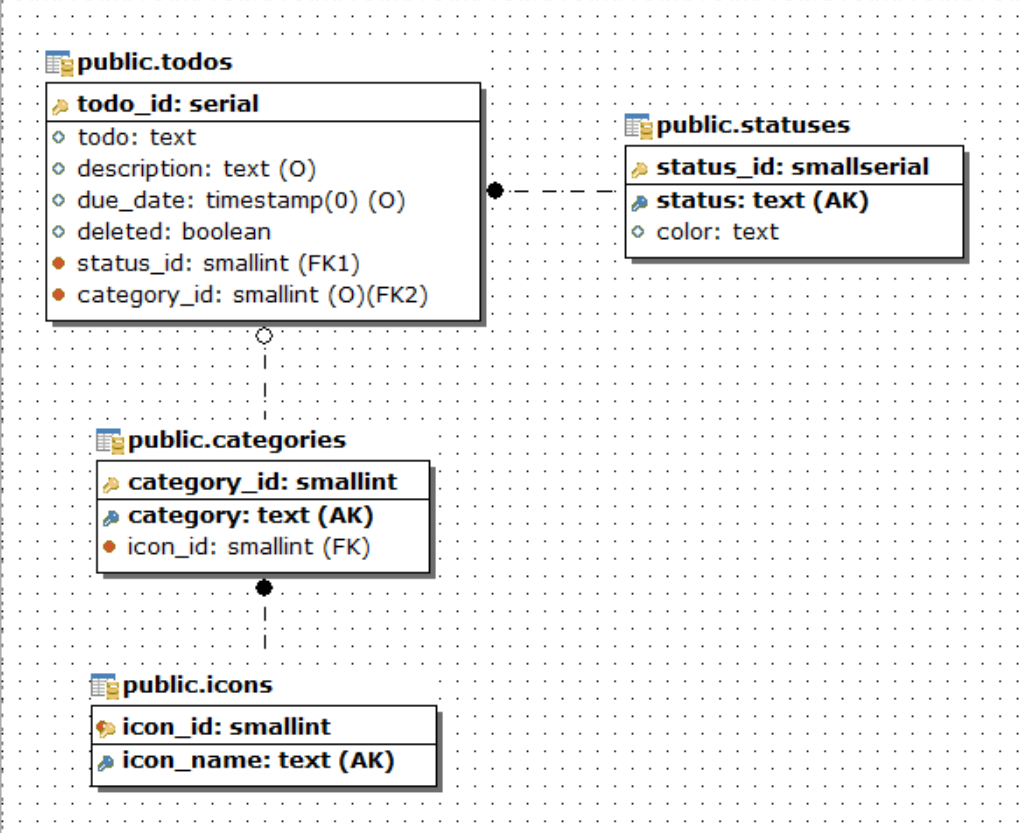 public.todos
todo_id: serial
todo: text
description: text (O)
due_date: timestamp(0) (O)
deleted: boolean
status_id: smallint (FK1)
category_id: smallint (O)(FK2)
public.statuses
status_id: smallserial
status: text (AK)
color: text
public.categories
category_id: smallint
category: text (AK)
icon_id: smallint (FK)
public.icons
icon_id: smallint
icon_name: text (AK)